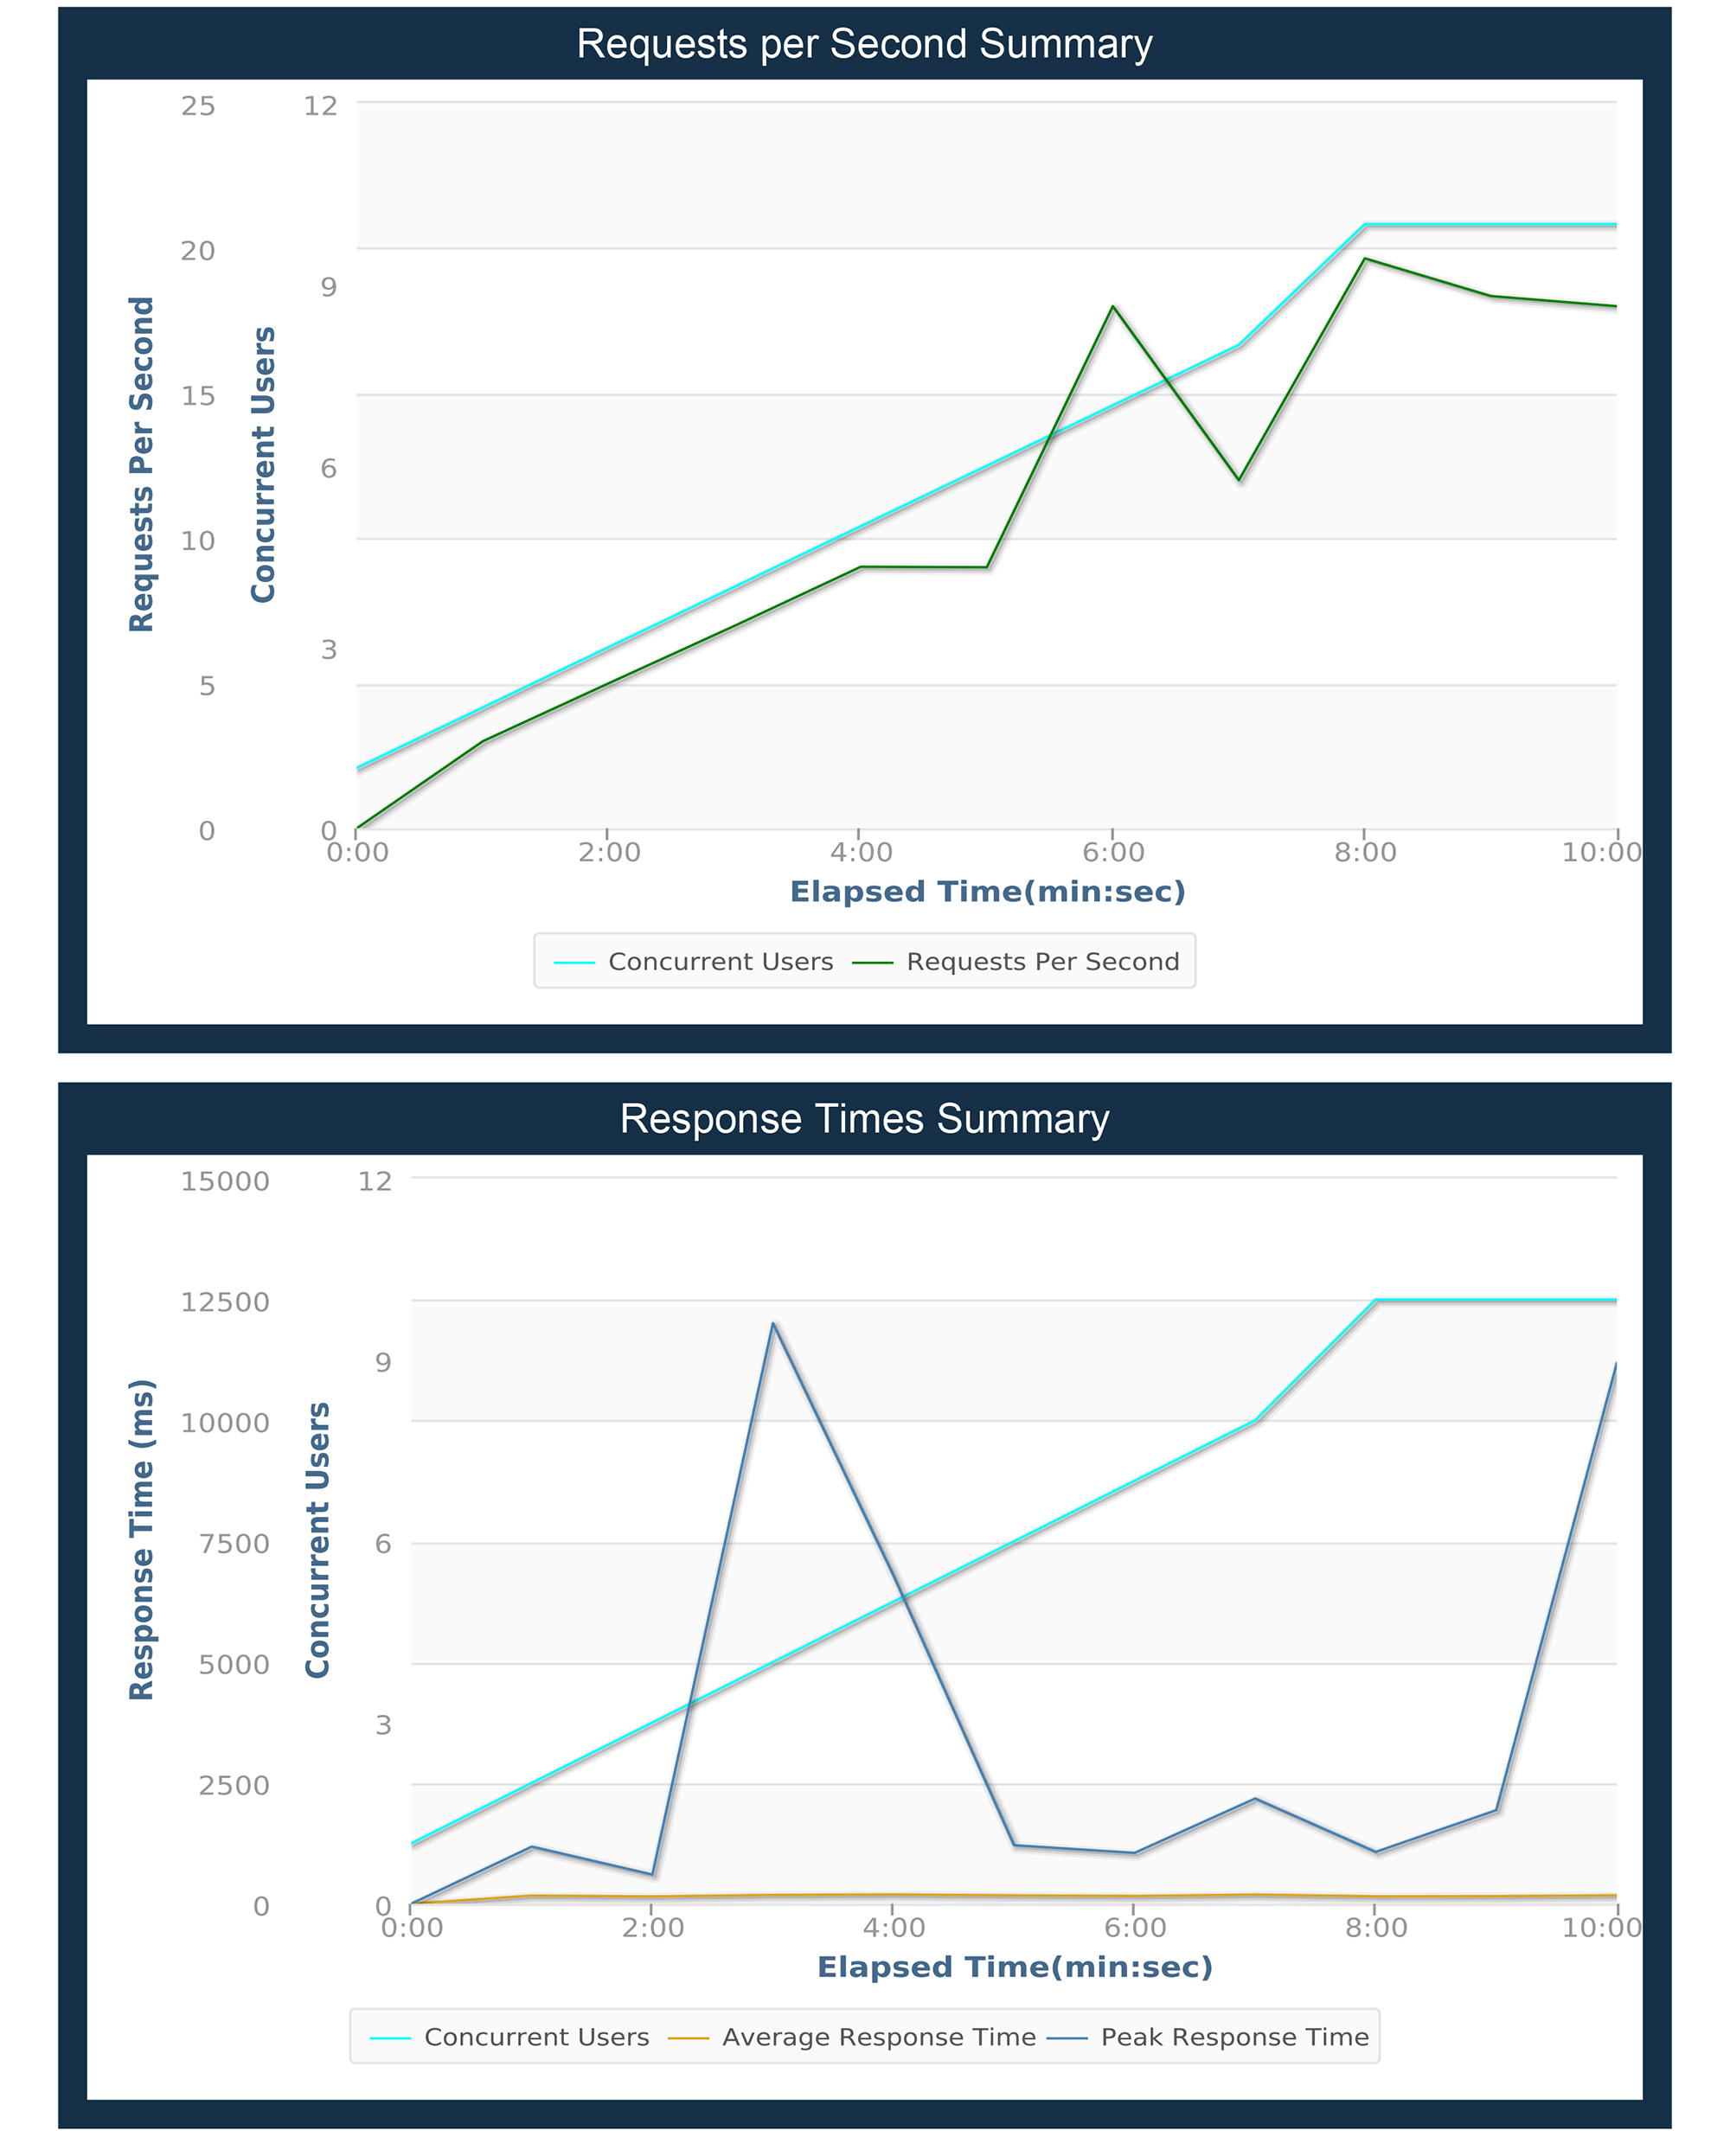 Requests per Second Summary
25
20
15
10
5
0
Requests Per Second
12
9
6
3
0
Concurrent Users
0:00 2:00 4:00 6:00 8:00 10:00
Elapsed Time(min:sec)
Concurrent Users Requests Per Second
Response Times Summary
15000
12500
10000
7500
5000
2500
0
Response Time (ms)
12
9
6
3
0
Concurrent Users
0:00 2:00 4:00 6:00 8:00 10:00
Elapsed Time(min:sec)
Concurrent Users Average Response Time Peak Response Time